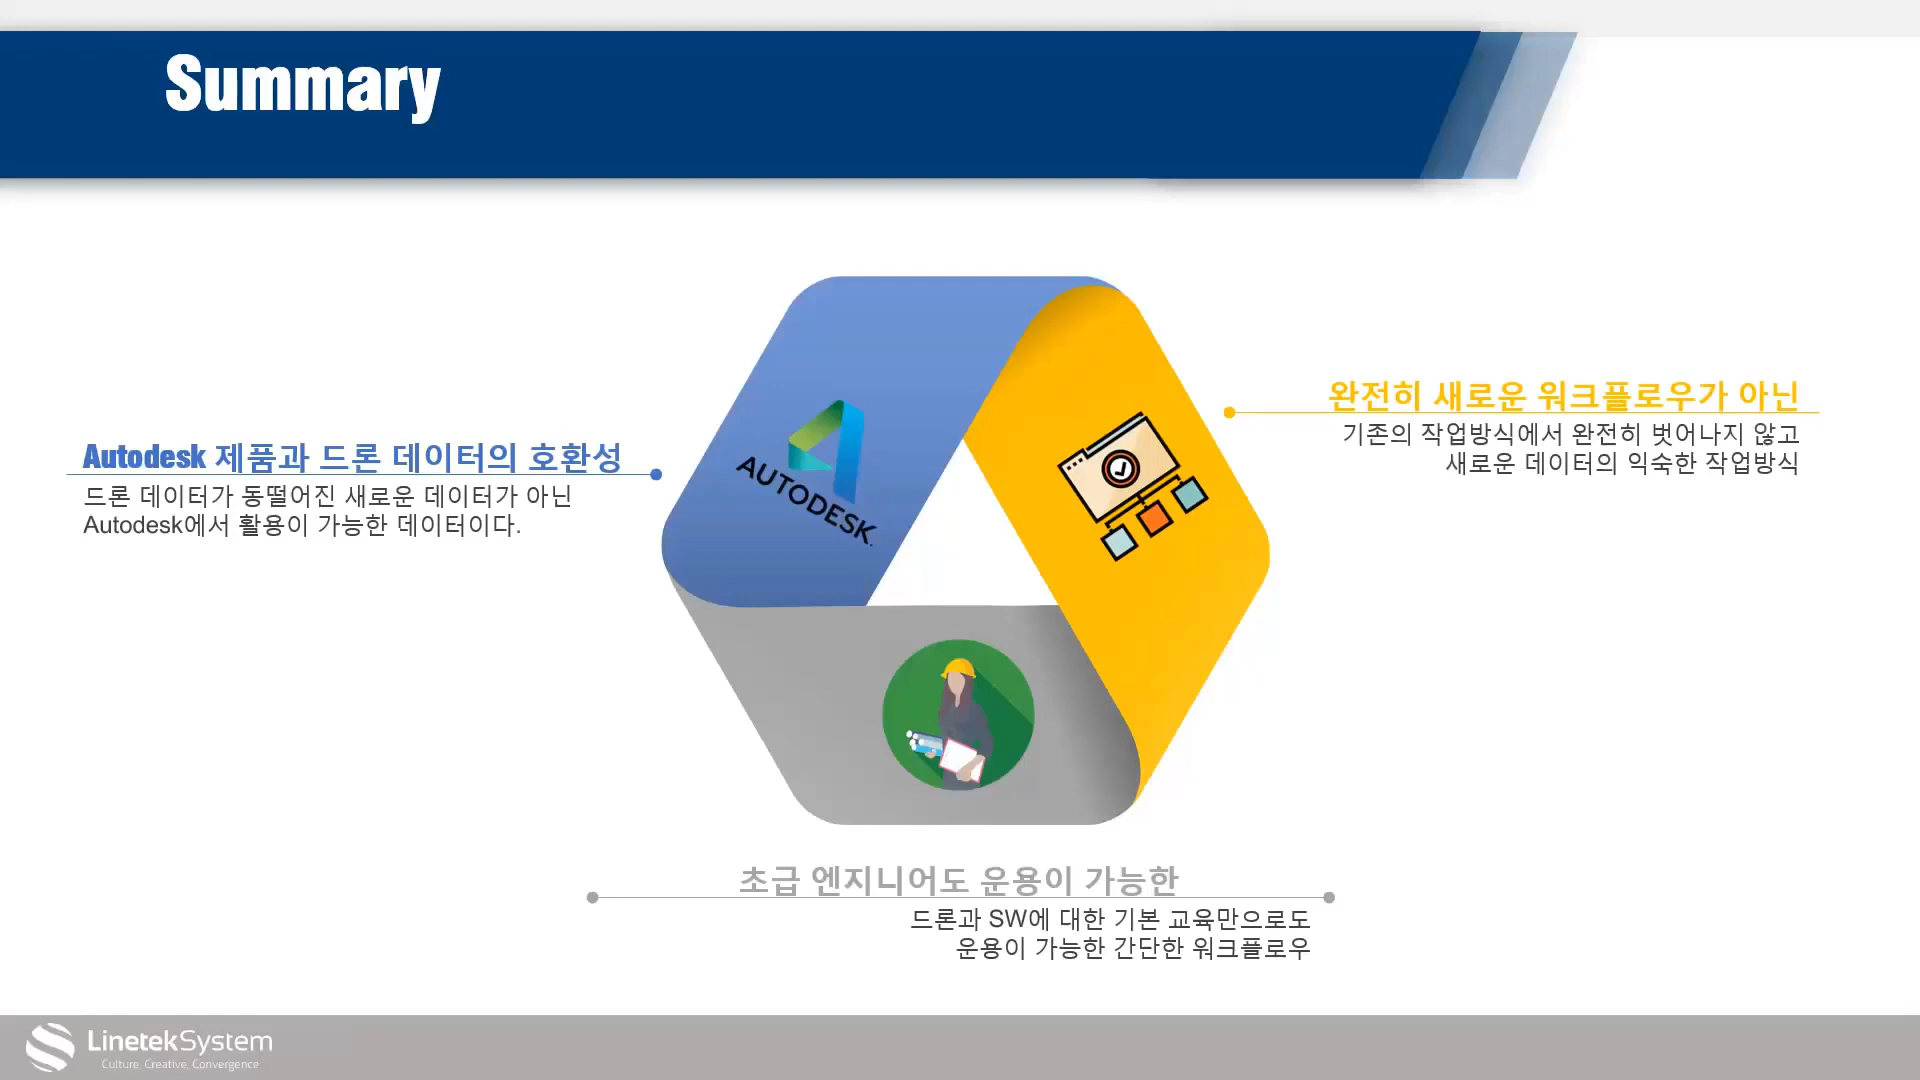 Summary
Autodesk 제품과 드론 데이터의 호환성
드론 데이터가 동떨어진 새로운 데이터가 아닌
Autodesk에서 활용이 가능한 데이터이다.
AUTODESK.
완전히 새로운 워크플로우가 아닌
기존의 작업방식에서 완전히 벗어나지 않고
새로운 데이터의 익숙한 작업방식
초급 엔지니어도 운용이 가능한
드론과 SW에 대한 기본 교육만으로도
운용이 가능한 간단한 워크플로우
LinetekSystem
Culture, Creative, Convergence